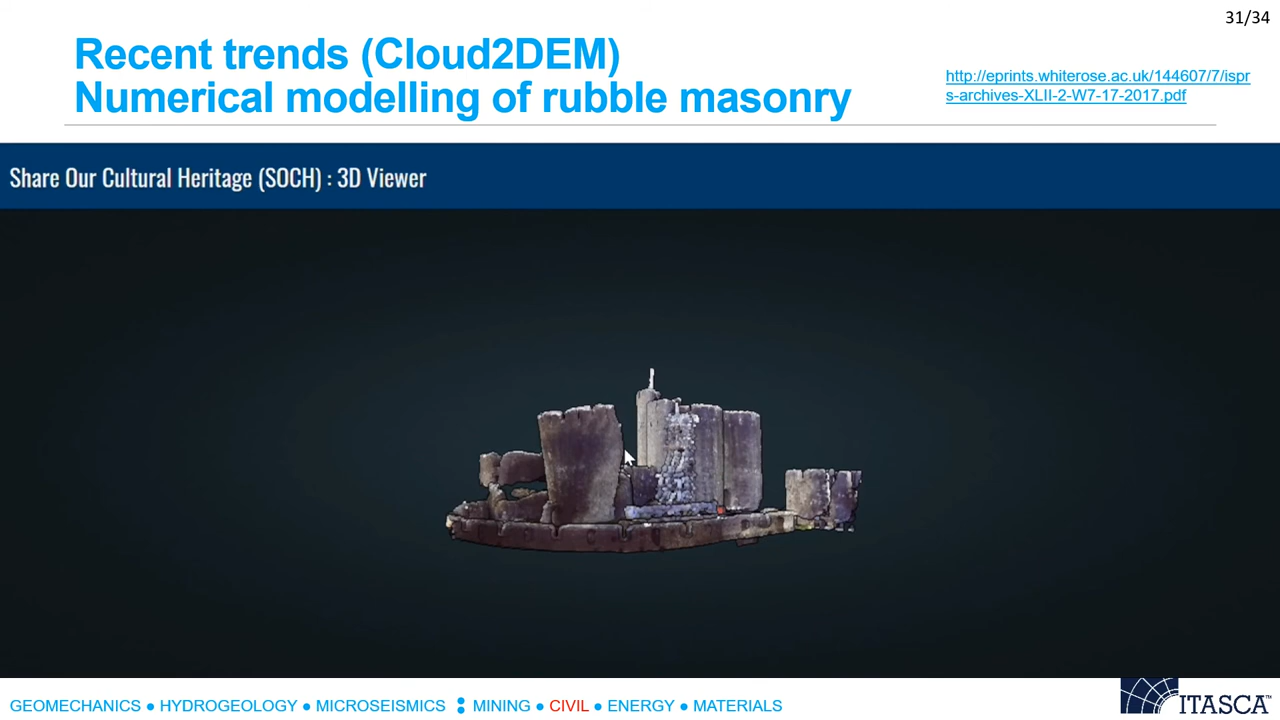 31/34
Recent trends (Cloud2DEM)
Numerical modelling of rubble masonry
http://eprints.whiterose.ac.uk/144607/7/ispr
s-archives-XLII-2-W7-17-2017.pdf
Share Our Cultural Heritage (SOCH) : 3D Viewer
GEOMECHANICS ● HYDROGEOLOGY ● MICROSEISMICS : MINING ● CIVIL ● ENERGY ● MATERIALS
ITASCA™